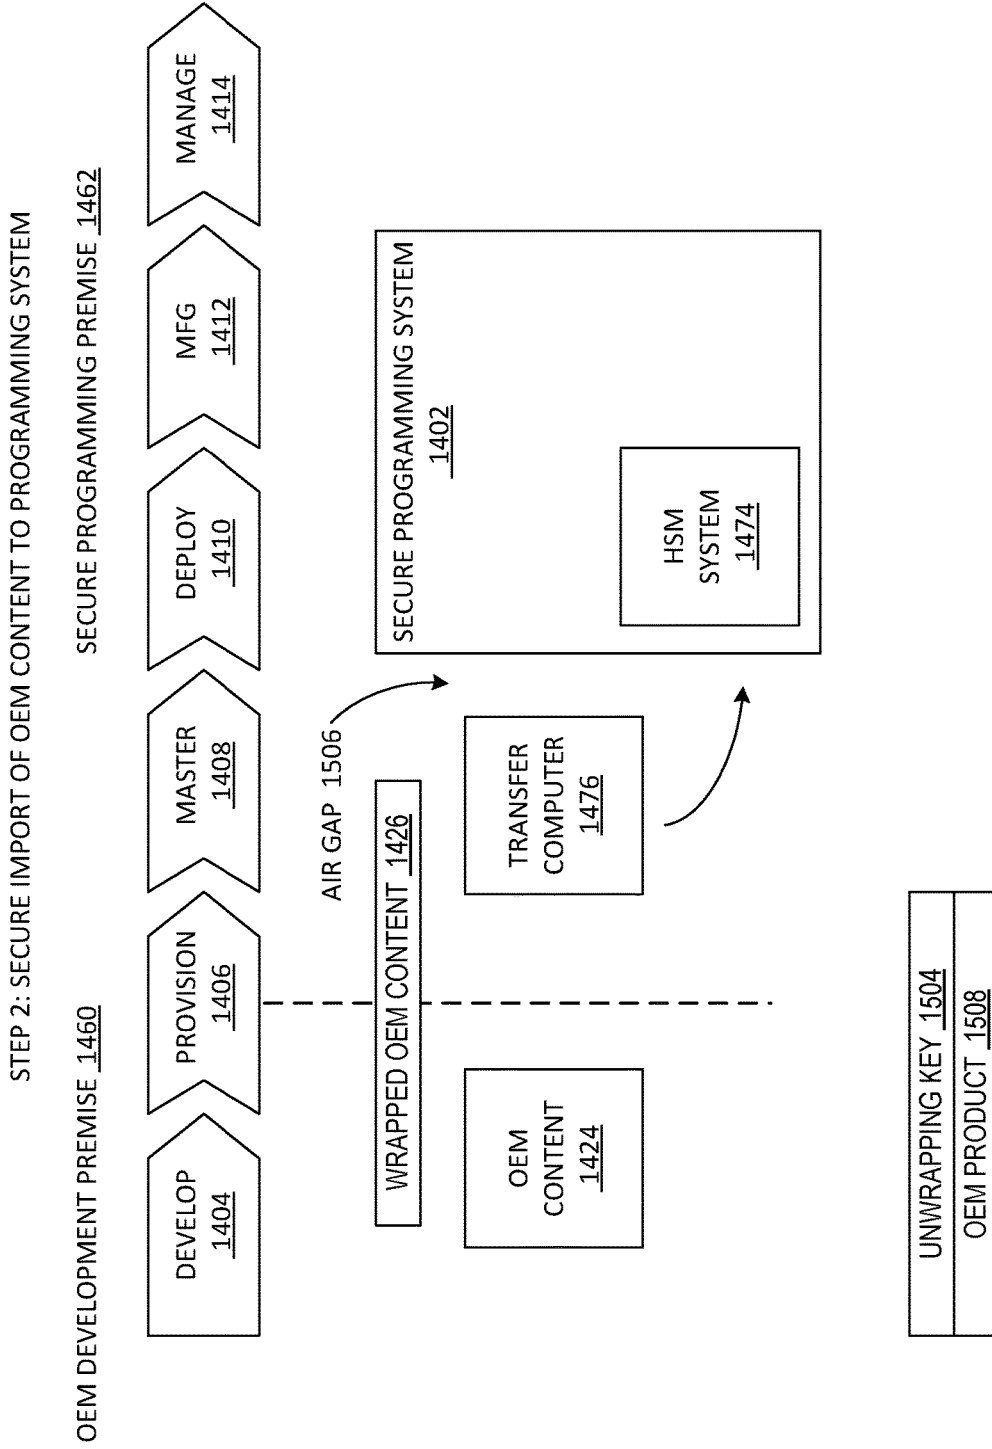 STEP 2: SECURE IMPORT OF OEM CONTENT TO PROGRAMMING SYSTEM
OEM DEVELOPMENT PREMISE 1460
SECURE PROGRAMMING PREMISE 1462
DEVELOP
1404
PROVISION
1406
MASTER
1408
DEPLOY
1410
MFG
1412
MANAGE
1414
AIR GAP 1506
WRAPPED OEM CONTENT 1426
SECURE PROGRAMMING SYSTEM
1402
OEM
CONTENT
1424
TRANSFER
COMPUTER
1476
HSM
SYSTEM
1474
UNWRAPPING KEY 1504
OEM PRODUCT 1508